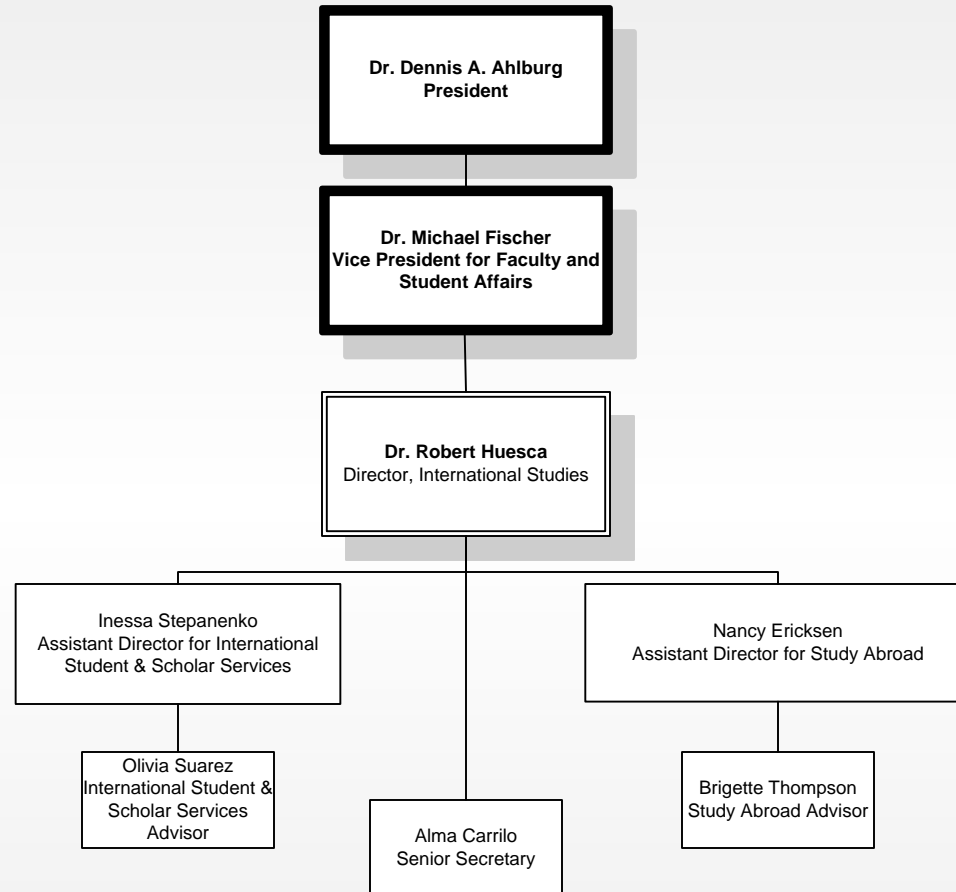 Dr. Dennis A. Ahlburg
President
Dr. Michael Fischer
Vice President for Faculty and
Student Affairs
Dr. Robert Huesca
Director, International Studies
Inessa Stepanenko
Assistant Director for International
Student & Scholar Services
Nancy Ericksen
Assistant Director for Study Abroad
Olivia Suarez
International Student &
Scholar Services
Advisor
Brigette Thompson
Study Abroad Advisor
Alma Carrilo
Senior Secretary